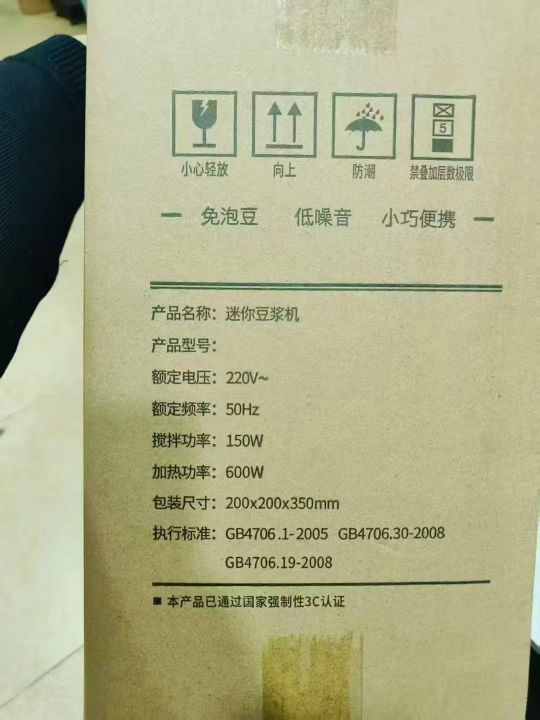 5
小心轻放 向上 防潮 禁叠加层数极限
免泡豆 低噪音 小巧便携
产品名称: 迷你豆浆机
产品型号:
额定电压: 220V~
额定频率: 50Hz
搅拌功率: 150W
加热功率: 600W
包装尺寸: 200x200x350mm
执行标准: GB4706.1-2005 GB4706.30-2008
GB4706.19-2008
■ 本产品已通过国家强制性3C认证